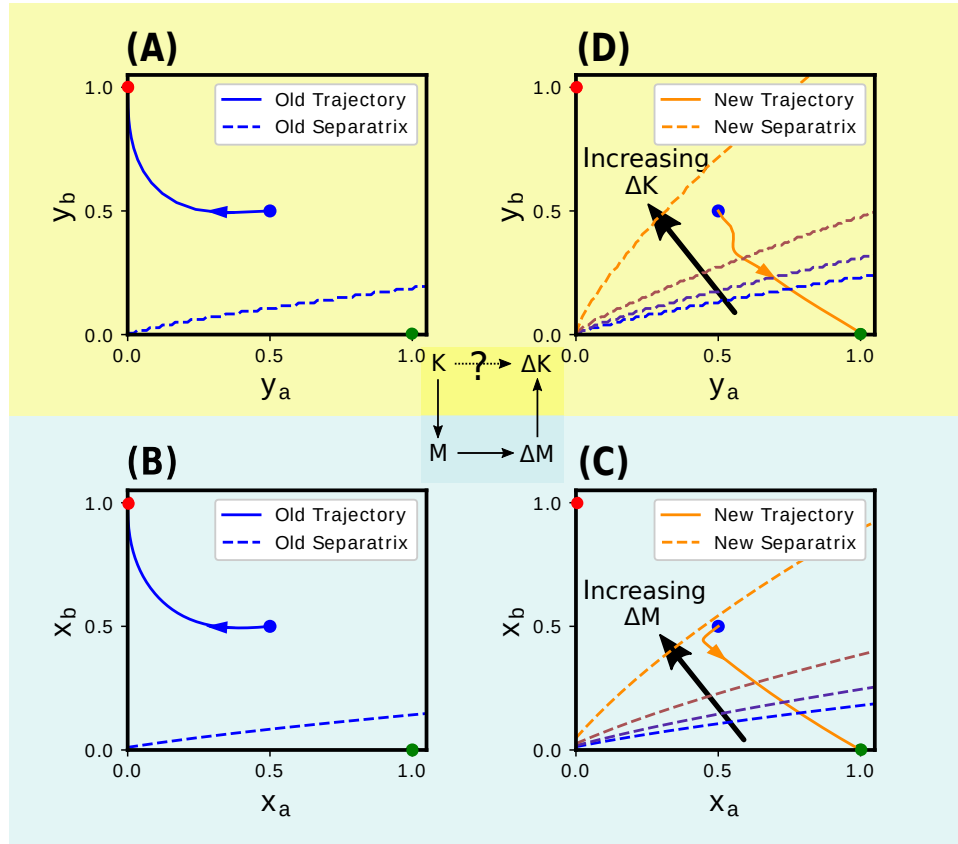 (A)
Old Trajectory
Old Separatrix
1.0
0.5
0.0
y_b
0.0
0.5
1.0
y_a
(D)
New Trajectory
New Separatrix
Increasing
ΔK
1.0
0.5
0.0
y_b
0.0
0.5
1.0
y_a
K
?
ΔK
M
ΔM
(B)
Old Trajectory
Old Separatrix
1.0
0.5
0.0
x_b
0.0
0.5
1.0
x_a
(C)
New Trajectory
New Separatrix
Increasing
ΔM
1.0
0.5
0.0
x_b
0.0
0.5
1.0
x_a